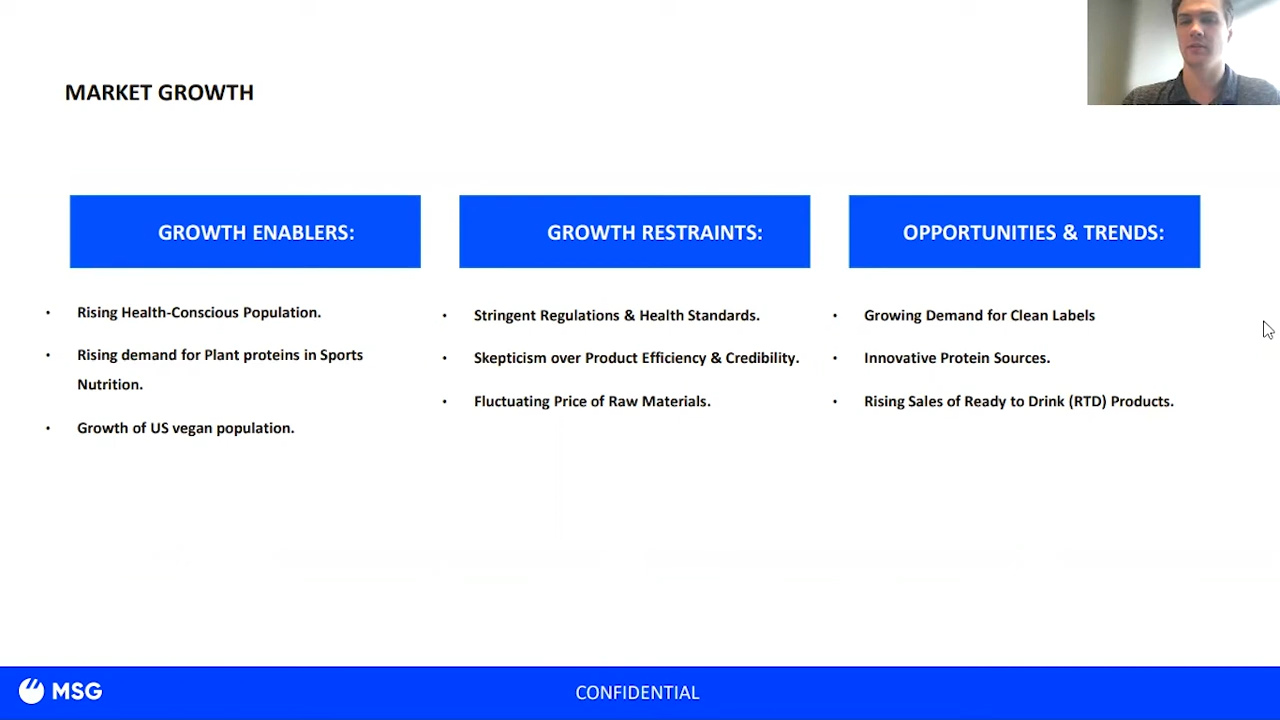 MARKET GROWTH
GROWTH ENABLERS:
• Rising Health-Conscious Population.
• Rising demand for Plant proteins in Sports
Nutrition.
• Growth of US vegan population.
GROWTH RESTRAINTS:
• Stringent Regulations & Health Standards.
• Skepticism over Product Efficiency & Credibility.
• Fluctuating Price of Raw Materials.
OPPORTUNITIES & TRENDS:
• Growing Demand for Clean Labels
• Innovative Protein Sources.
• Rising Sales of Ready to Drink (RTD) Products.
MSG
CONFIDENTIAL